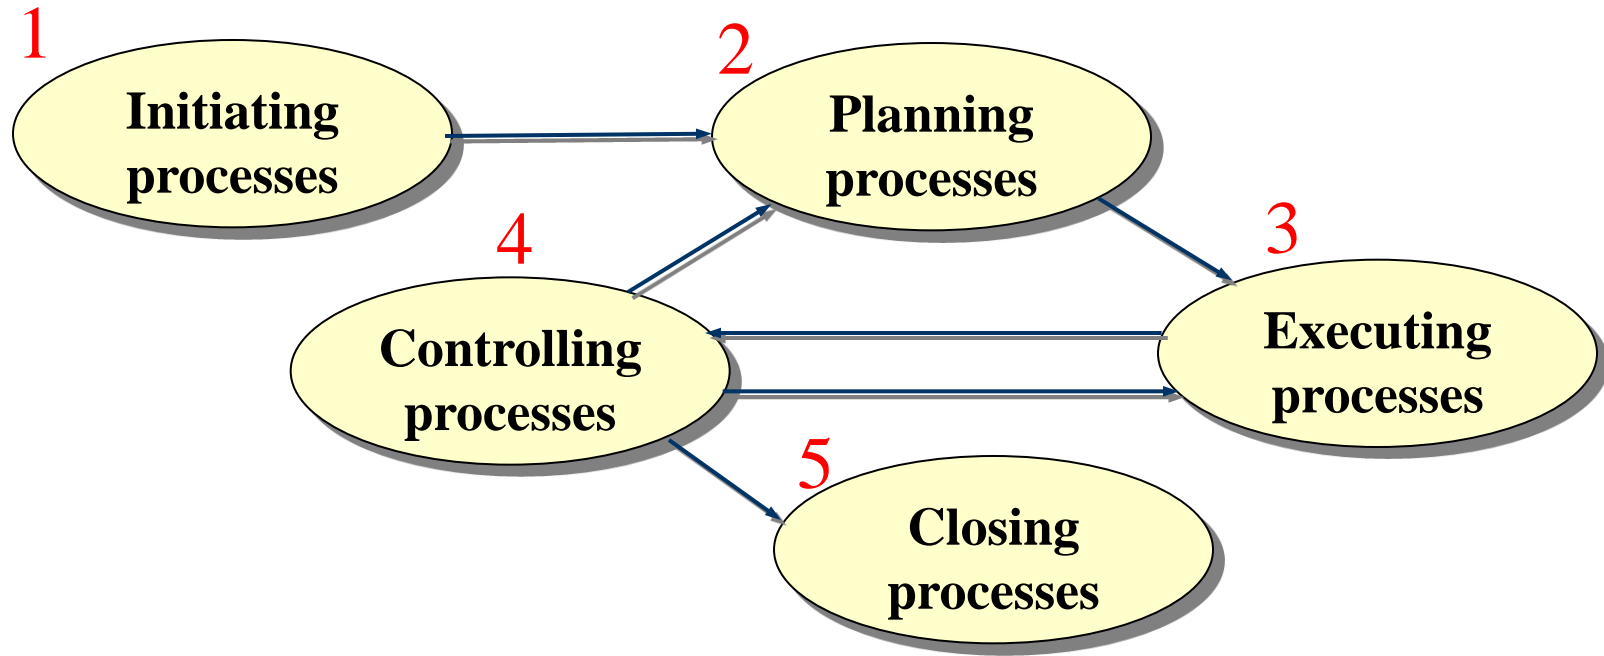 1
Initiating
processes
2
Planning
processes
3
Executing
processes
4
Controlling
processes
5
Closing
processes